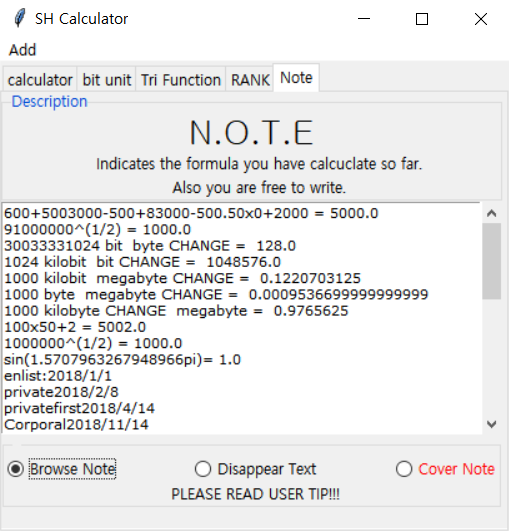 SH Calculator
Add
calculator bit unit Tri Function RANK Note
Description
N.O.T.E
Indicates the formula you have calcuclate so far.
Also you are free to write.
600+5003000-500+83000-500.50x0+2000 = 5000.0
91000000^(1/2) = 1000.0
30033331024 bit  byte CHANGE =  128.0
1024 kilobit  bit CHANGE =  1048576.0
1000 kilobit  megabyte CHANGE =  0.1220703125
1000 byte  megabyte CHANGE =  0.0009536699999999999
1000 kilobyte CHANGE  megabyte =  0.9765625
100x50+2 = 5002.0
1000000^(1/2) = 1000.0
sin(1.5707963267948966pi)= 1.0
enlist:2018/1/1
private2018/2/8
privatefirst2018/4/14
Corporal2018/11/14
Browse Note Disappear Text Cover Note
PLEASE READ USER TIP!!!